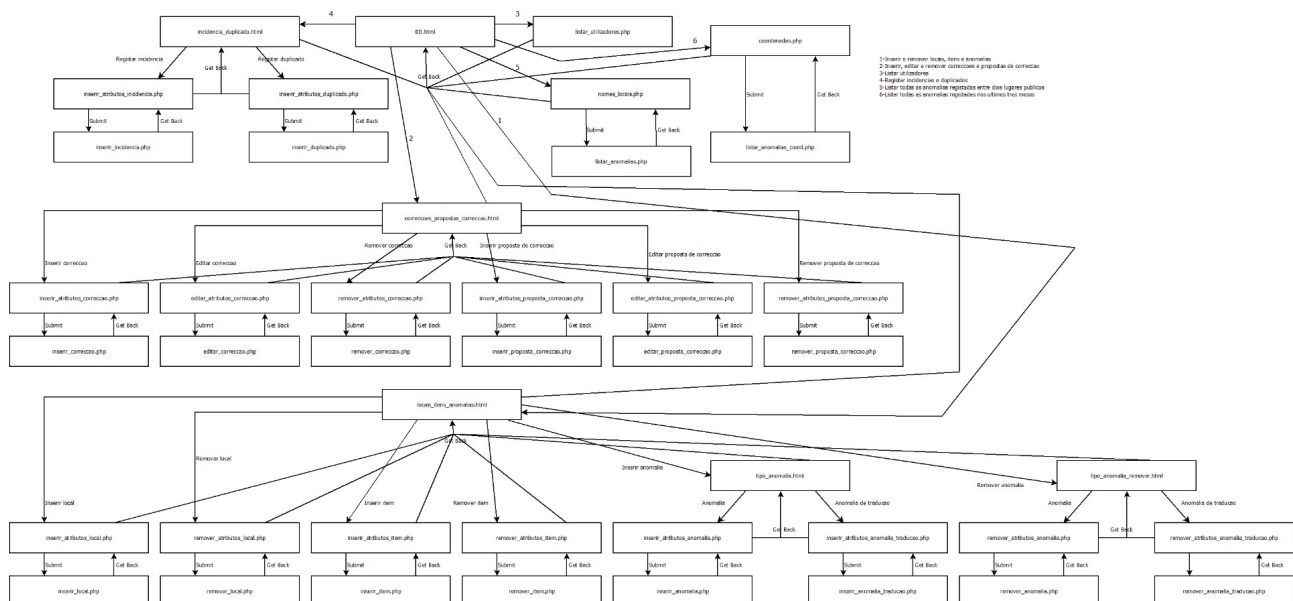 4
3
incidencia_duplicado.html
BD.html
listar_utilizadores.php
6
coordenadas.php
1-Inserir e remover locais, itens e anomalias
2-Inserir, editar e remover correccoes e propostas de correcao
3-Listar utilizadores
4-Registar incidencias e duplicados
5-Listar todas as anomalias registados entre dois lugares publicos
6-Listar todas as anomalias registados nos ultimos tres meses
Registar incidencia
Get Back
Registar duplicado
Get Back
5
inserir_atributos_incidencia.php
inserir_atributos_duplicado.php
nomes_locais.php
Submit
Get Back
Submit
Get Back
Submit
Get Back
Submit
Get Back
1
2
inserir_incidencia.php
inserir_duplicado.php
listar_anomalias.php
listar_anomalias_coord.php
correccoes_propostas_correcao.html
Inserir correccao
Editar correccao
Remover correccao
Get Back
Inserir proposta de correccao
Editar proposta de correccao
Remover proposta de correccao
inserir_atributos_correccao.php
editar_atributos_correccao.php
remover_atributos_correccao.php
inserir_atributos_proposta_correccao.php
editar_atributos_proposta_correccao.php
remover_atributos_proposta_correccao.php
Submit
Get Back
Submit
Get Back
Submit
Get Back
Submit
Get Back
Submit
Get Back
Submit
Get Back
inserir_correccao.php
editar_correccao.php
remover_correccao.php
inserir_proposta_correccao.php
editar_proposta_correccao.php
remover_proposta_correccao.php
locais_itens_anomalias.html
Get Back
Inserir local
Remover local
Inserir item
Remover item
Inserir anomalia
Remover anomalia
tipo_anomalia.html
tipo_anomalia_remover.html
Anomalia
Get Back
Anomalia de traducao
Anomalia
Get Back
Anomalia de traducao
inserir_atributos_local.php
remover_atributos_local.php
inserir_atributos_item.php
remover_atributos_item.php
inserir_atributos_anomalia.php
inserir_atributos_anomalia_traducao.php
remover_atributos_anomalia.php
remover_atributos_anomalia_traducao.php
Submit
Get Back
Submit
Get Back
Submit
Get Back
Submit
Get Back
Submit
Get Back
Submit
Get Back
Submit
Get Back
Submit
Get Back
inserir_local.php
remover_local.php
inserir_item.php
remover_item.php
inserir_anomalia.php
inserir_anomalia_traducao.php
remover_anomalia.php
remover_anomalia_traducao.php